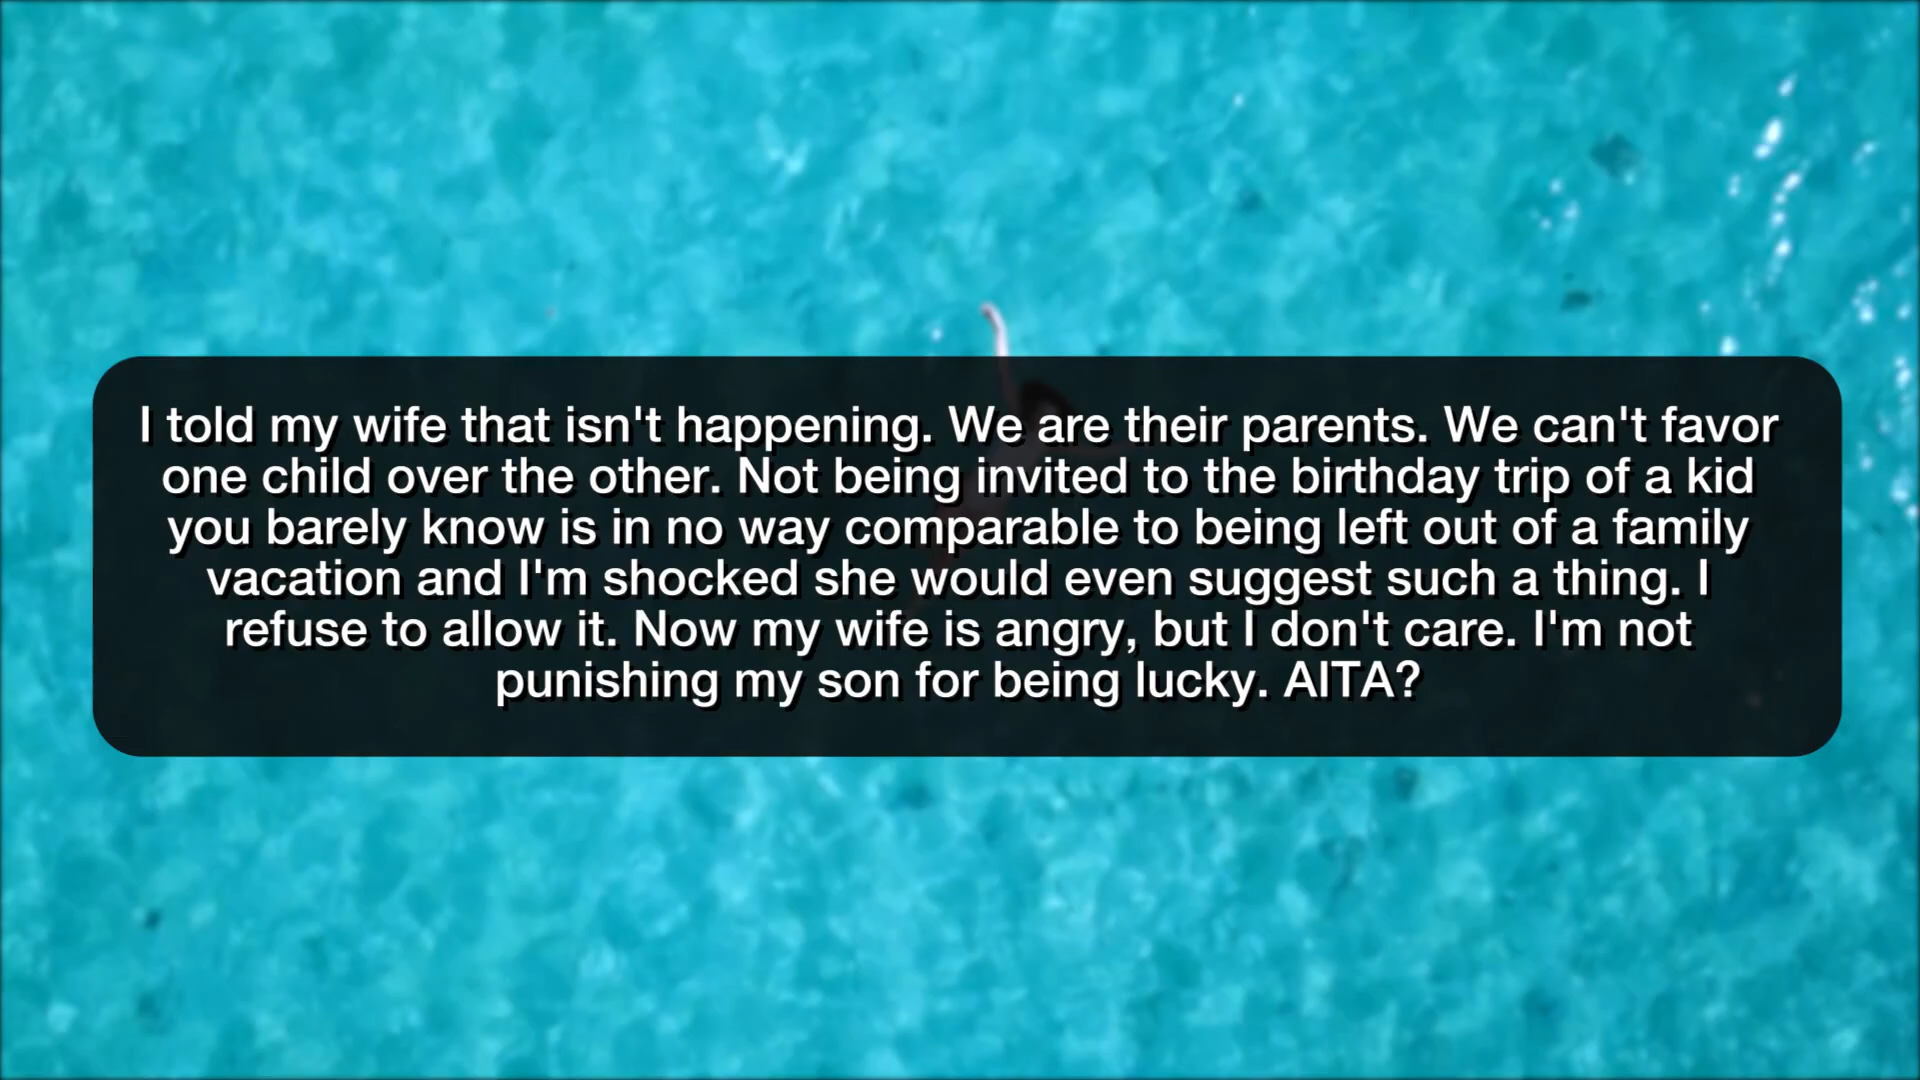 I told my wife that isn't happening. We are their parents. We can't favor
one child over the other. Not being invited to the birthday trip of a kid
you barely know is in no way comparable to being left out of a family
vacation and I'm shocked she would even suggest such a thing. I
refuse to allow it. Now my wife is angry, but I don't care. I'm not
punishing my son for being lucky. AITA?